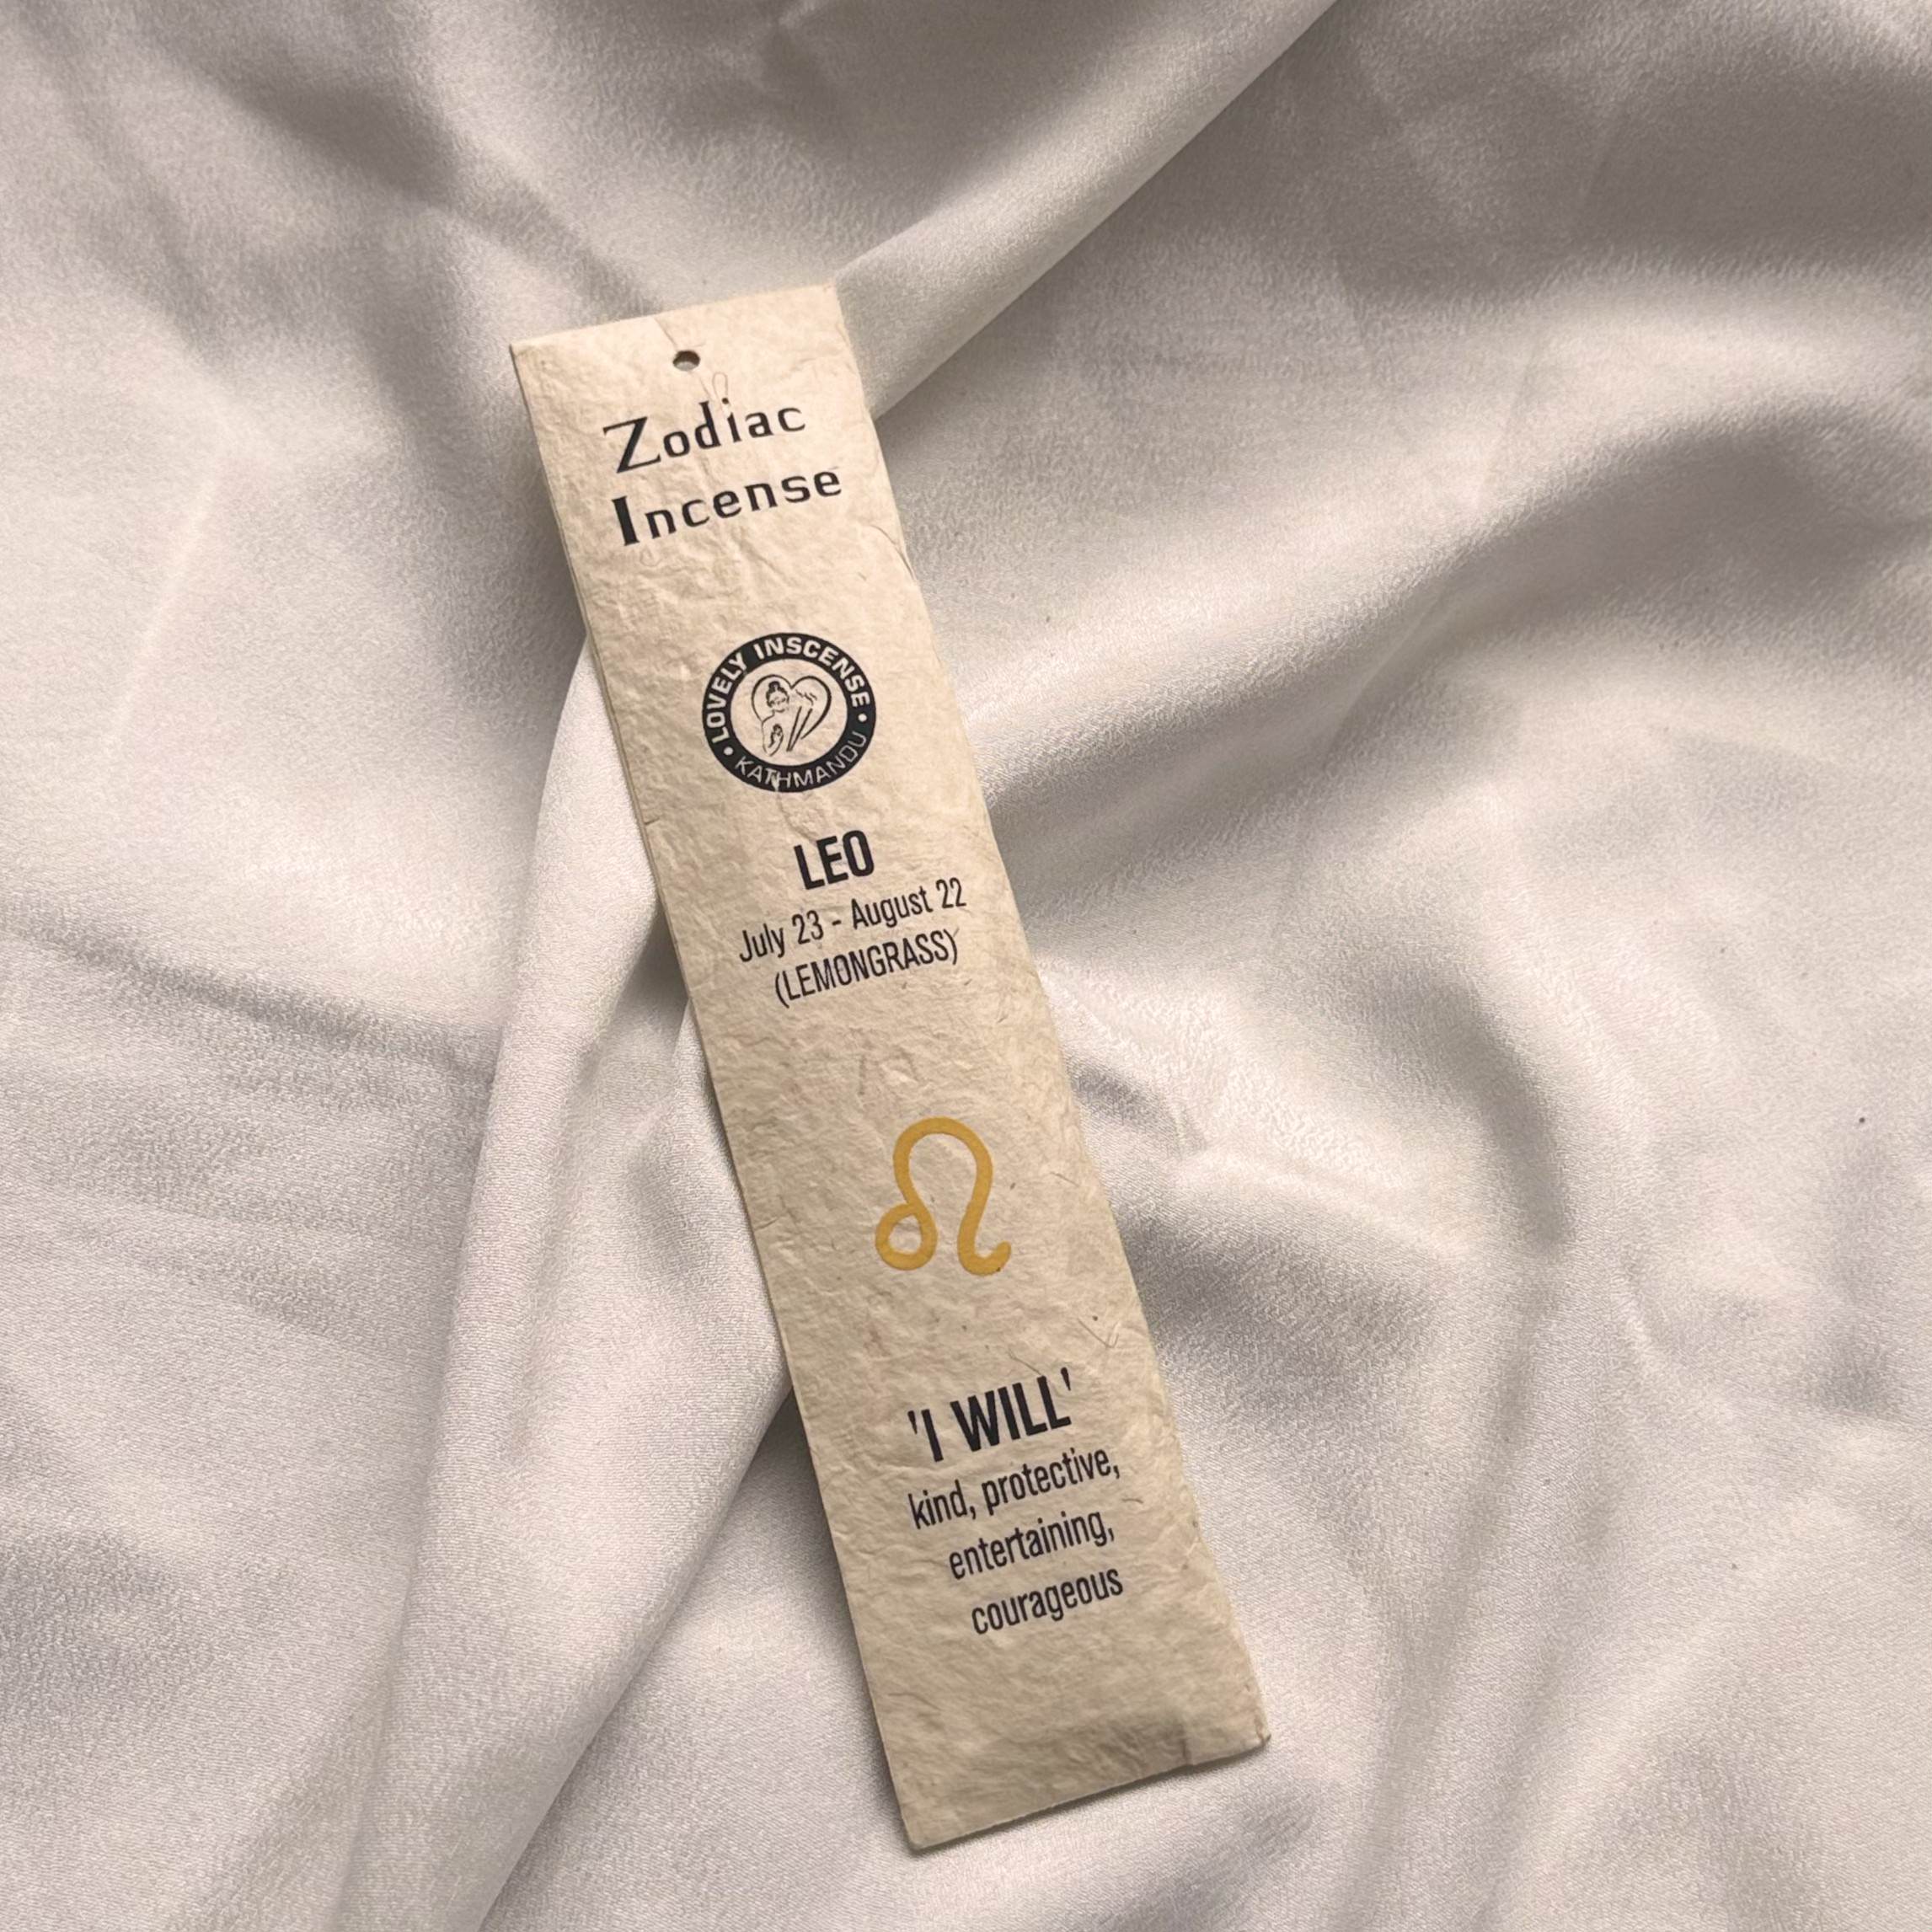 Zodiac
Incense
LOVELY INSCENSE
KATHMANDU
LEO
July 23 - August 22
(LEMONGRASS)
'I WILL'
kind, protective,
entertaining,
courageous